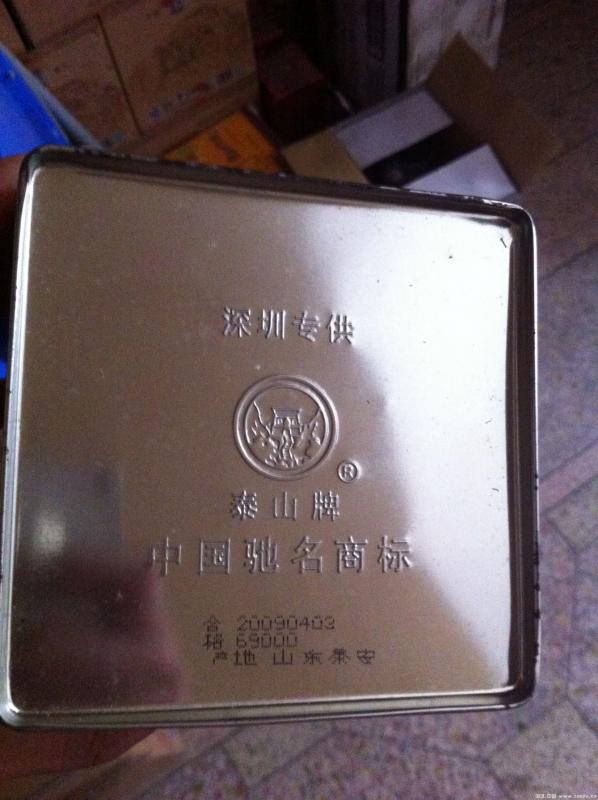 深圳专供
®
泰山牌
中国驰名商标
合 20090403
格 69000
产地 山东泰安